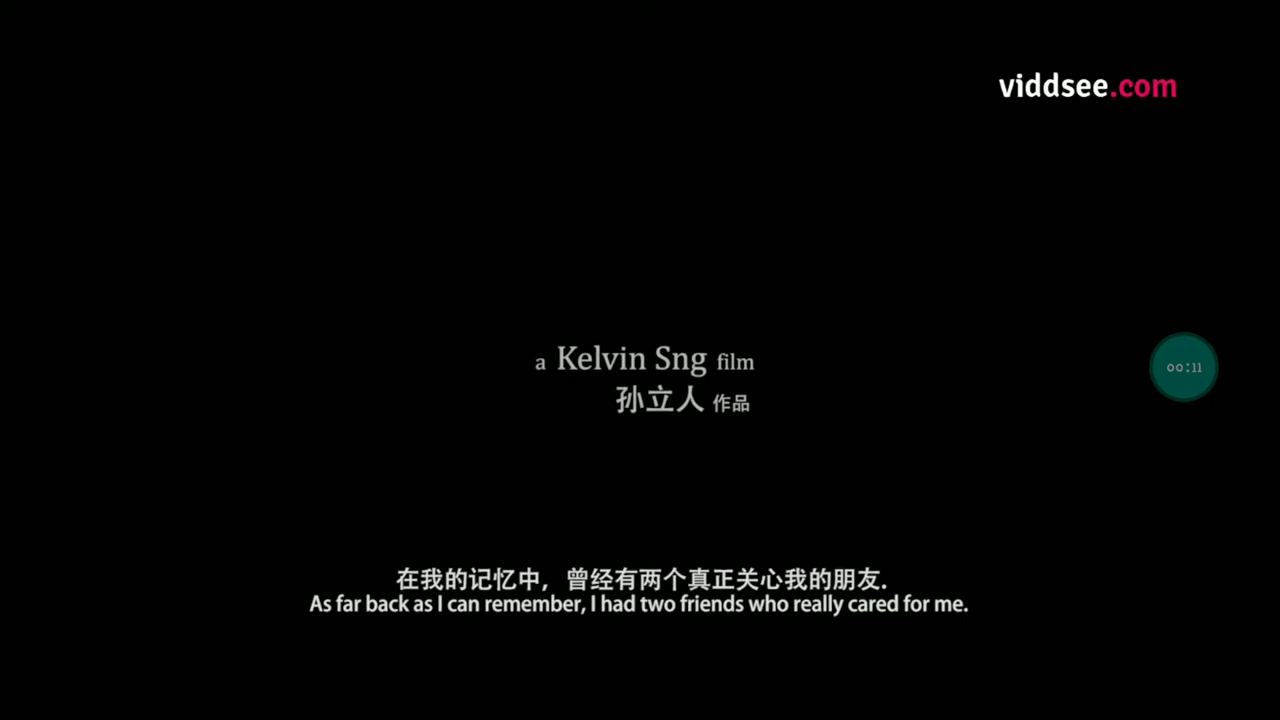 viddsee.com
a Kelvin Sng film
孙立人 作品
00:11
在我的记忆中，曾经有两个真正关心我的朋友.
As far back as I can remember, I had two friends who really cared for me.